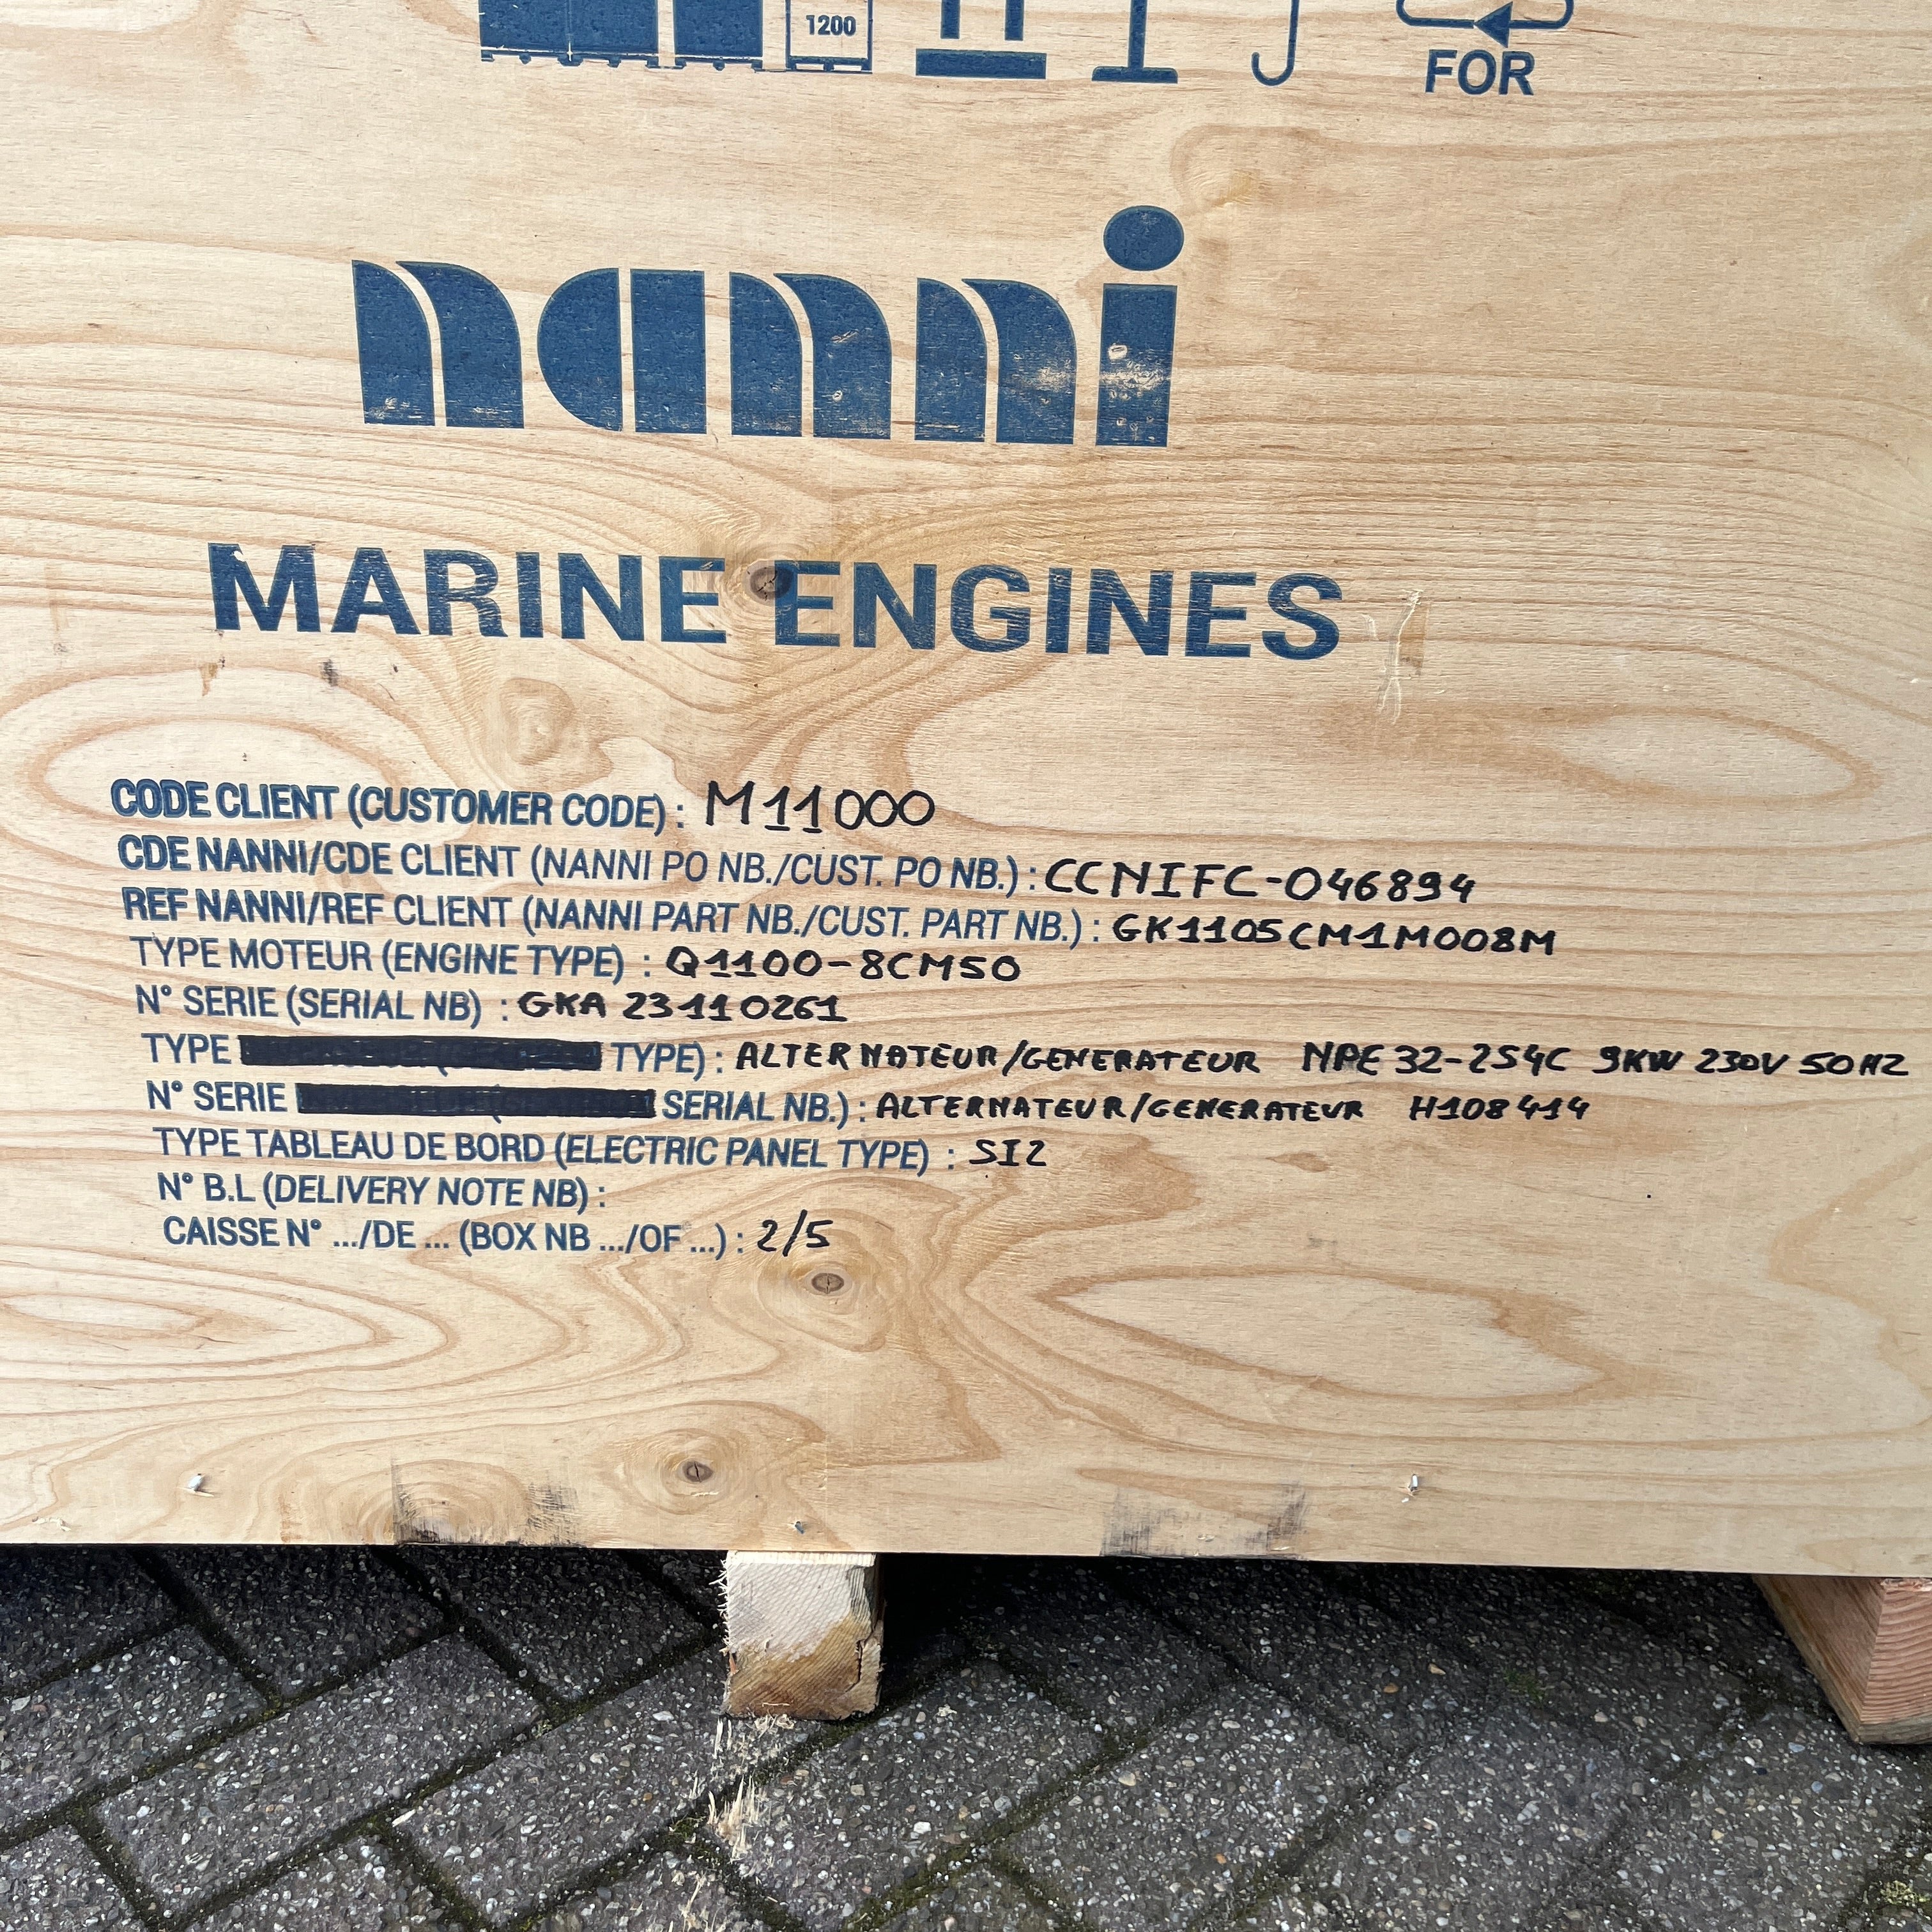 1200
FOR
nanni
MARINE ENGINES
CODE CLIENT (CUSTOMER CODE) : M11000
CDE NANNI/CDE CLIENT (NANNI PO NB./CUST. PO NB.) : CCNIFC-046894
REF NANNI/REF CLIENT (NANNI PART NB./CUST. PART NB.) : GK1105CM1M008M
TYPE MOTEUR (ENGINE TYPE) : Q1100-8CM50
N° SERIE (SERIAL NB) : GKA 23110261
TYPE TYPE) : ALTERNATEUR/GENERATEUR NPE 32-254C 9KW 230V 50HZ
N° SERIE SERIAL NB.) : ALTERNATEUR/GENERATEUR H108414
TYPE TABLEAU DE BORD (ELECTRIC PANEL TYPE) : SI2
N° B.L (DELIVERY NOTE NB) :
CAISSE N° .../DE ... (BOX NB .../OF ...) : 2/5